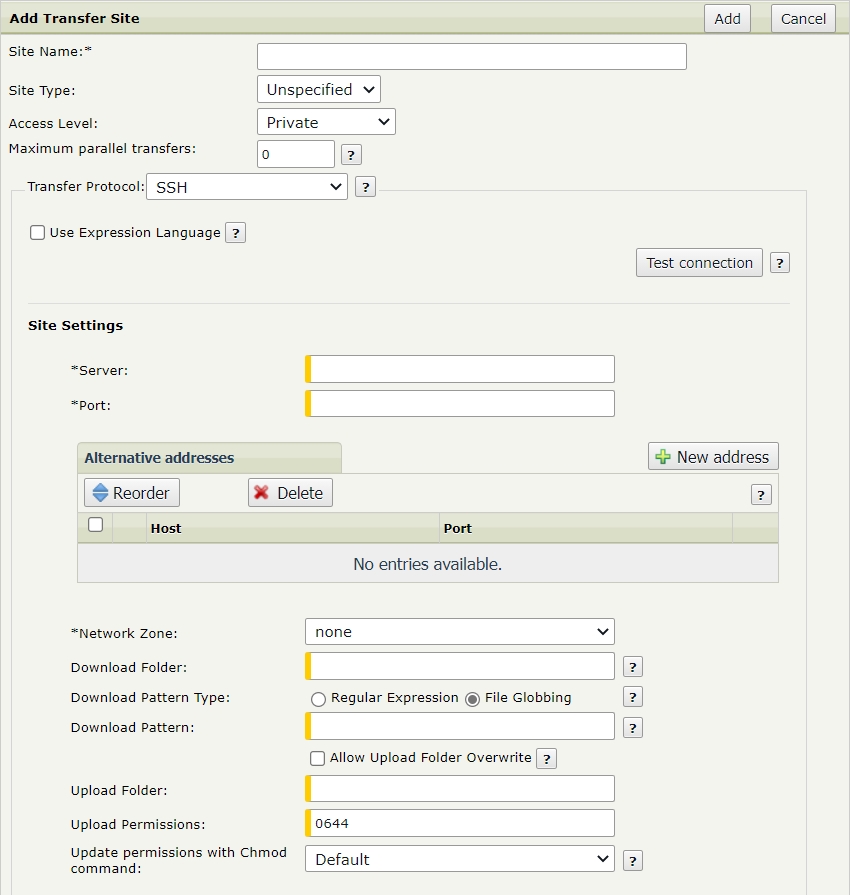 Add Transfer Site Add Cancel
Site Name:*
Site Type: Unspecified
Access Level: Private
Maximum parallel transfers: 0 ?
Transfer Protocol: SSH ?
Use Expression Language ?
Test connection ?
Site Settings
*Server:
*Port:
Alternative addresses New address
Reorder Delete ?
Host Port
No entries available.
*Network Zone: none
Download Folder: ?
Download Pattern Type: Regular Expression File Globbing ?
Download Pattern: ?
Allow Upload Folder Overwrite ?
Upload Folder:
Upload Permissions: 0644
Update permissions with Chmod
command: Default ?